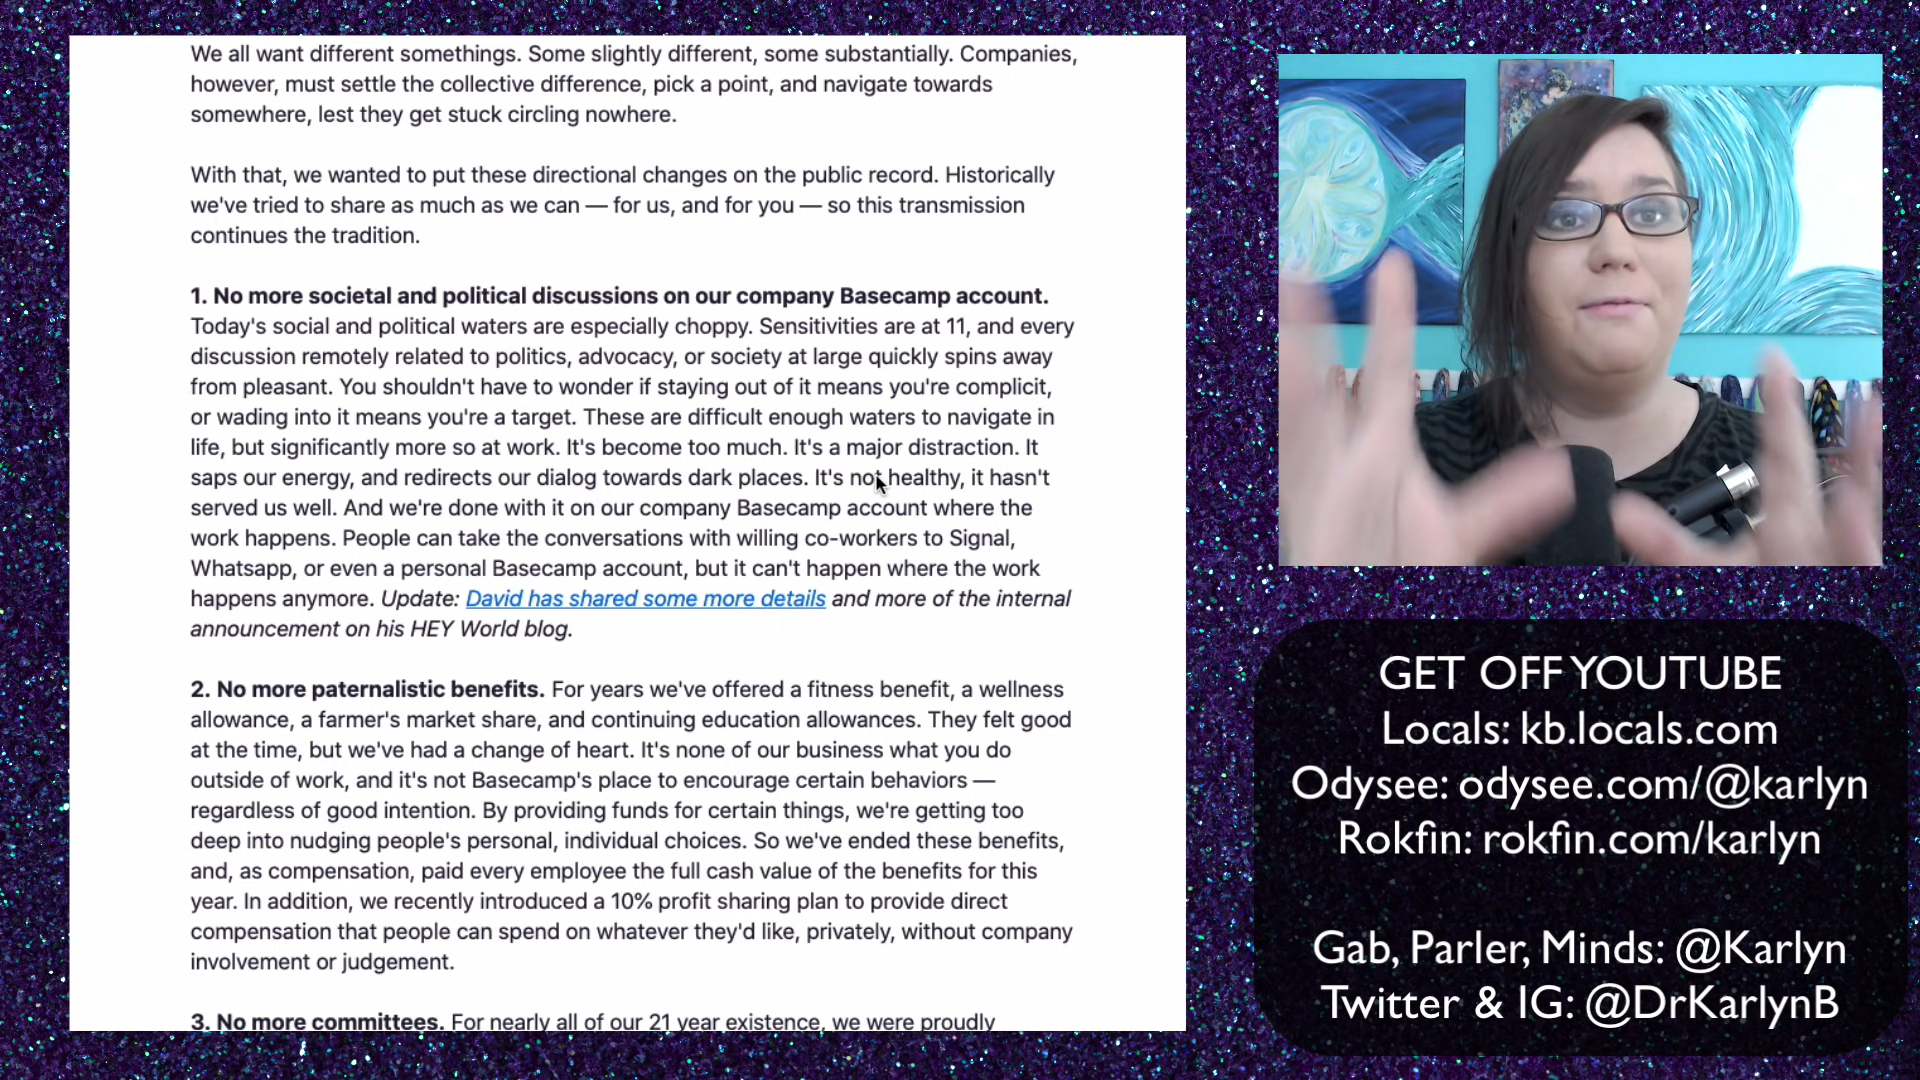 We all want different somethings. Some slightly different, some substantially. Companies,
however, must settle the collective difference, pick a point, and navigate towards
somewhere, lest they get stuck circling nowhere.
With that, we wanted to put these directional changes on the public record. Historically
we've tried to share as much as we can — for us, and for you — so this transmission
continues the tradition.
1. No more societal and political discussions on our company Basecamp account.
Today's social and political waters are especially choppy. Sensitivities are at 11, and every
discussion remotely related to politics, advocacy, or society at large quickly spins away
from pleasant. You shouldn't have to wonder if staying out of it means you're complicit,
or wading into it means you're a target. These are difficult enough waters to navigate in
life, but significantly more so at work. It's become too much. It's a major distraction. It
saps our energy, and redirects our dialog towards dark places. It's not healthy, it hasn't
served us well. And we're done with it on our company Basecamp account where the
work happens. People can take the conversations with willing co-workers to Signal,
Whatsapp, or even a personal Basecamp account, but it can't happen where the work
happens anymore. Update: David has shared some more details and more of the internal
announcement on his HEY World blog.
2. No more paternalistic benefits. For years we've offered a fitness benefit, a wellness
allowance, a farmer's market share, and continuing education allowances. They felt good
at the time, but we've had a change of heart. It's none of our business what you do
outside of work, and it's not Basecamp's place to encourage certain behaviors —
regardless of good intention. By providing funds for certain things, we're getting too
deep into nudging people's personal, individual choices. So we've ended these benefits,
and, as compensation, paid every employee the full cash value of the benefits for this
year. In addition, we recently introduced a 10% profit sharing plan to provide direct
compensation that people can spend on whatever they'd like, privately, without company
involvement or judgement.
3. No more committees. For nearly all of our 21 year existence, we were proudly
GET OFF YOUTUBE
Locals: kb.locals.com
Odysee: odysee.com/@karlyn
Rokfin: rokfin.com/karlyn
Gab, Parler, Minds: @Karlyn
Twitter & IG: @DrKarlynB